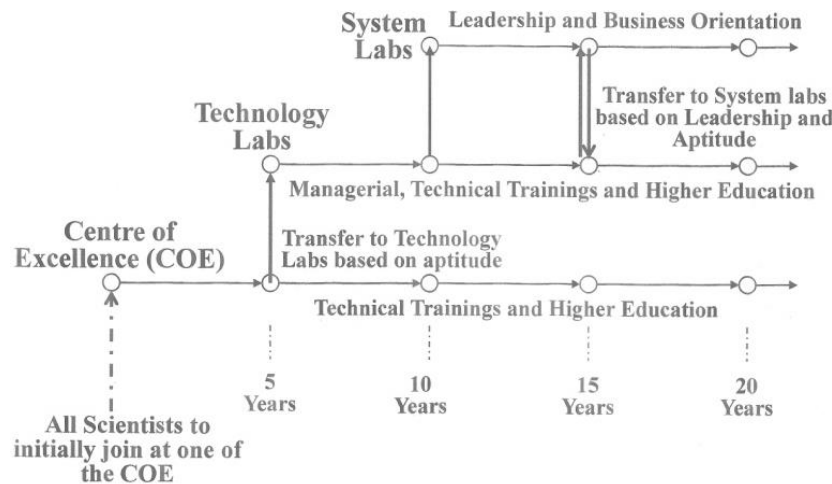 System
Labs
Leadership and Business Orientation
Transfer to System labs
based on Leadership and
Aptitude
Technology
Labs
Managerial, Technical Trainings and Higher Education
Centre of
Excellence (COE)
Transfer to Technology
Labs based on aptitude
Technical Trainings and Higher Education
5
Years
10
Years
15
Years
20
Years
All Scientists to
initially join at one of
the COE